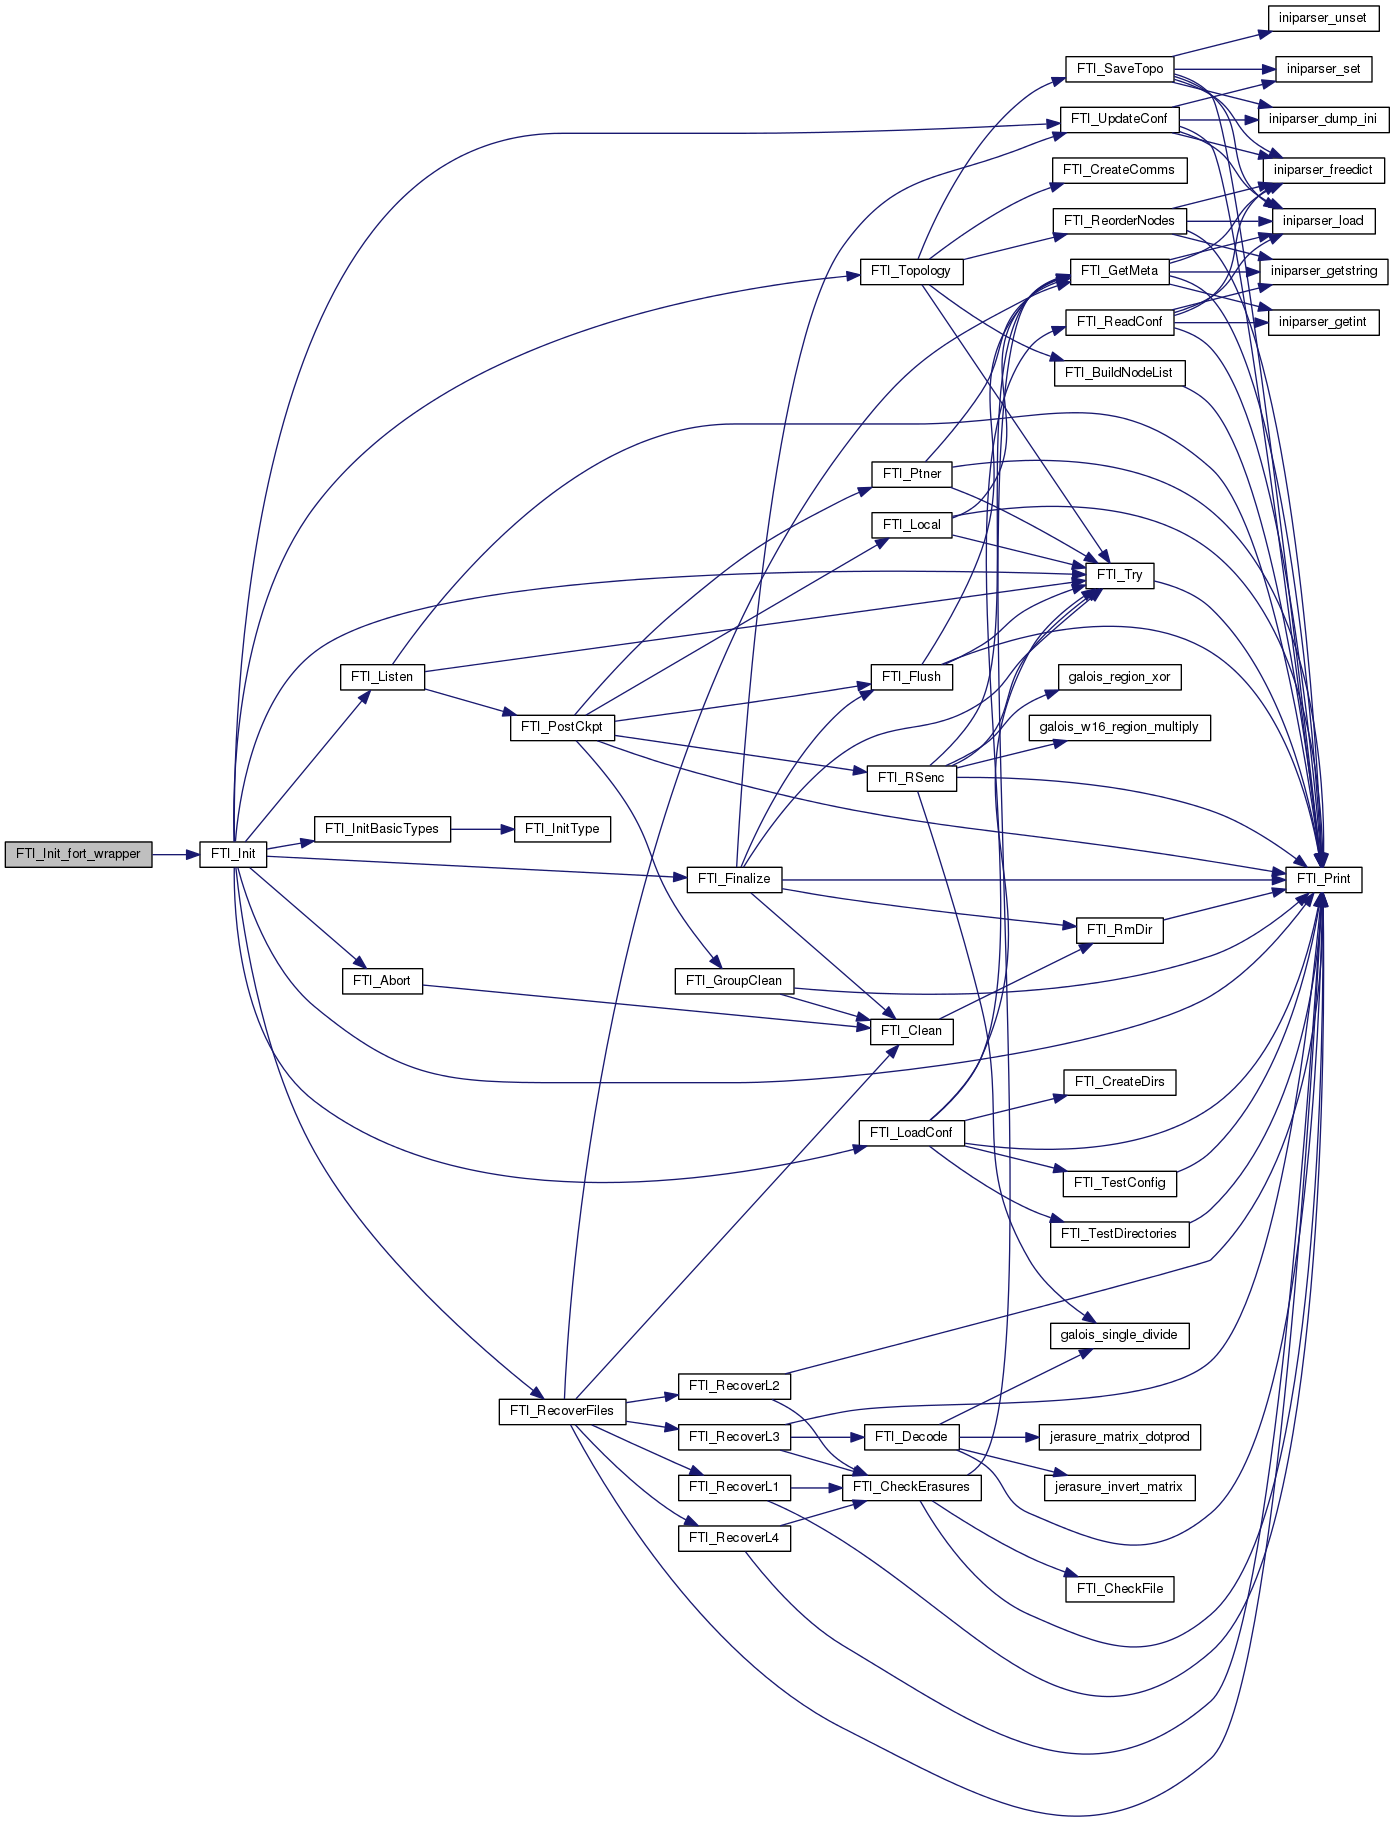 iniparser_unset
FTI_SaveTopo
iniparser_set
FTI_UpdateConf
iniparser_dump_ini
FTI_CreateComms
iniparser_freedict
FTI_ReorderNodes
iniparser_load
FTI_Topology
FTI_GetMeta
iniparser_getstring
FTI_ReadConf
iniparser_getint
FTI_BuildNodeList
FTI_Ptner
FTI_Local
FTI_Try
FTI_Listen
FTI_Flush
galois_region_xor
FTI_PostCkpt
galois_w16_region_multiply
FTI_RSenc
FTI_InitBasicTypes
FTI_InitType
FTI_Init_fort_wrapper
FTI_Init
FTI_Finalize
FTI_Print
FTI_RmDir
FTI_Abort
FTI_GroupClean
FTI_Clean
FTI_CreateDirs
FTI_LoadConf
FTI_TestConfig
FTI_TestDirectories
galois_single_divide
FTI_RecoverL2
FTI_RecoverFiles
FTI_RecoverL3
FTI_Decode
jerasure_matrix_dotprod
FTI_RecoverL1
FTI_CheckErasures
jerasure_invert_matrix
FTI_RecoverL4
FTI_CheckFile